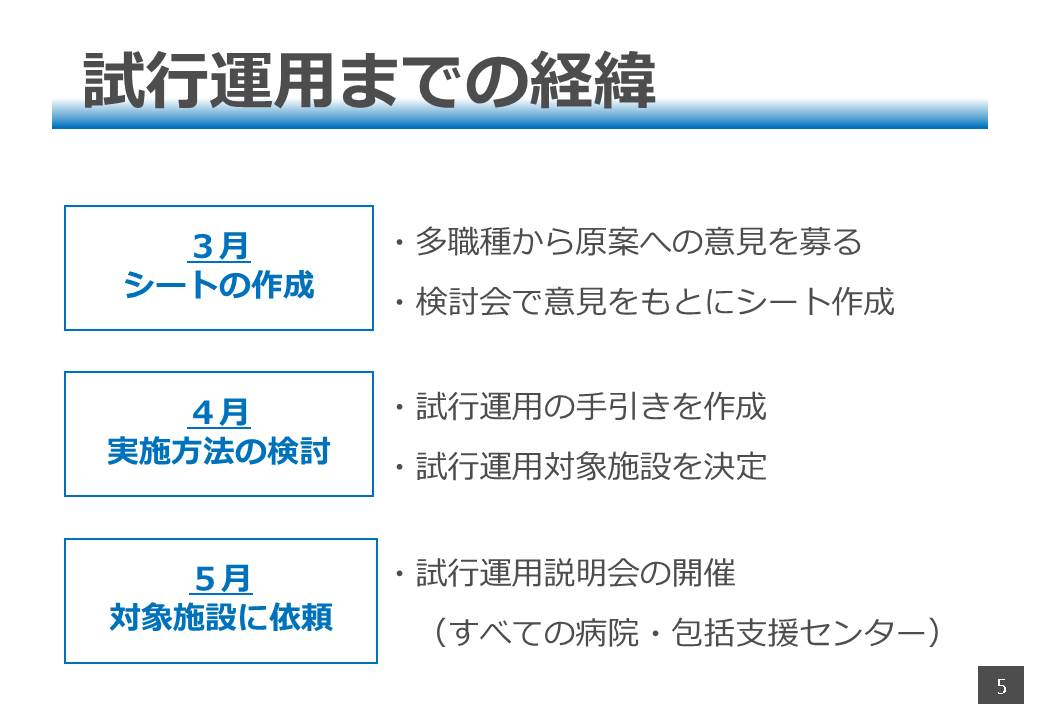 試行運用までの経緯
３月
シートの作成
・多職種から原案への意見を募る
・検討会で意見をもとにシート作成
４月
実施方法の検討
・試行運用の手引きを作成
・試行運用対象施設を決定
５月
対象施設に依頼
・試行運用説明会の開催
（すべての病院・包括支援センター）
5